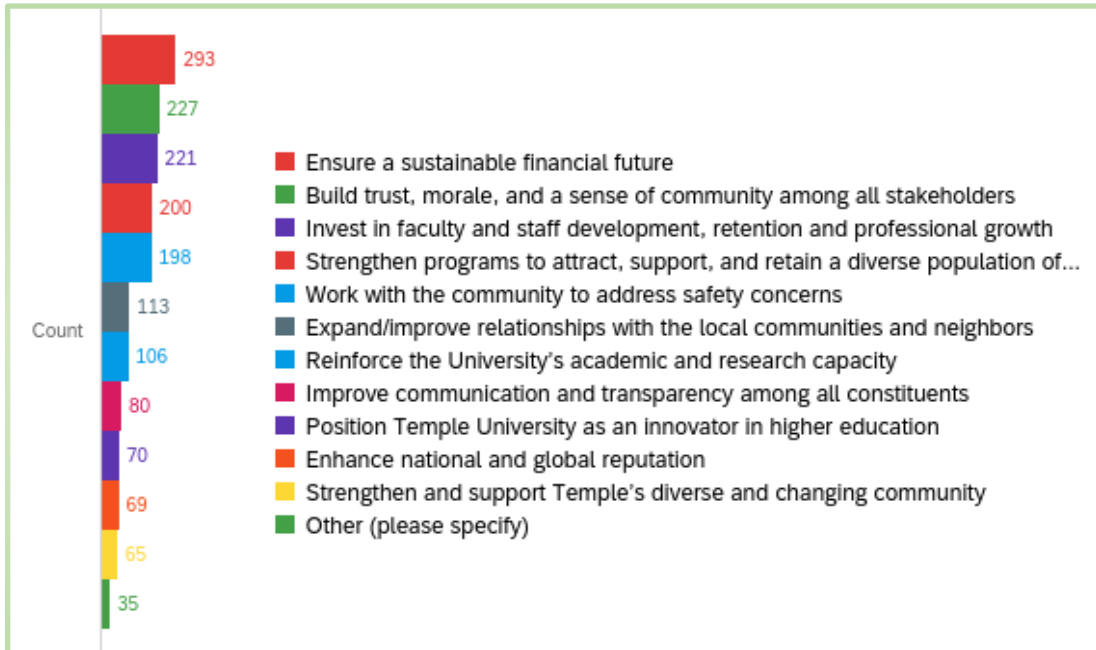 293
227
221
200
198
113
106
80
70
69
65
35
Count
Ensure a sustainable financial future
Build trust, morale, and a sense of community among all stakeholders
Invest in faculty and staff development, retention and professional growth
Strengthen programs to attract, support, and retain a diverse population of...
Work with the community to address safety concerns
Expand/improve relationships with the local communities and neighbors
Reinforce the University's academic and research capacity
Improve communication and transparency among all constituents
Position Temple University as an innovator in higher education
Enhance national and global reputation
Strengthen and support Temple's diverse and changing community
Other (please specify)